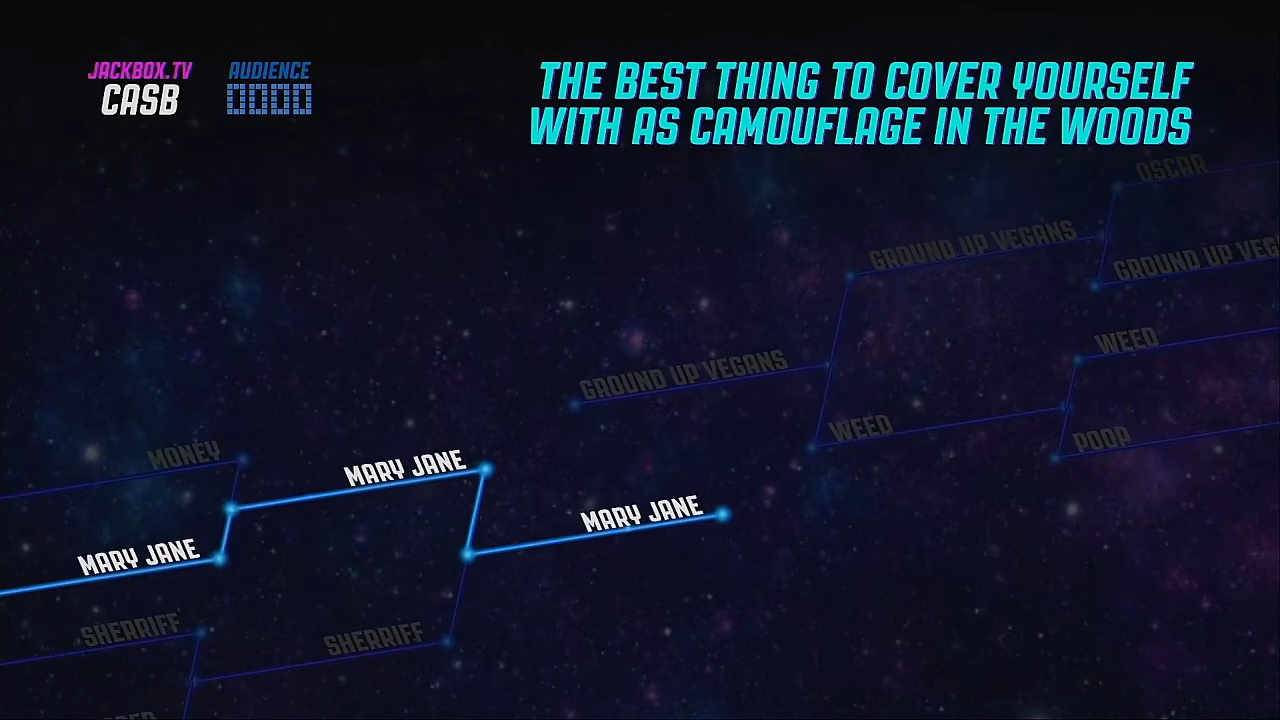 JACKBOX.TV
CASB
AUDIENCE
THE BEST THING TO COVER YOURSELF
WITH AS CAMOUFLAGE IN THE WOODS
OSCAR
GROUND UP VEGANS
GROUND UP VEG
WEED
GROUND UP VEGANS
WEED
POOP
MONEY
MARY JANE
MARY JANE
MARY JANE
SHERRIFF
SHERRIFF